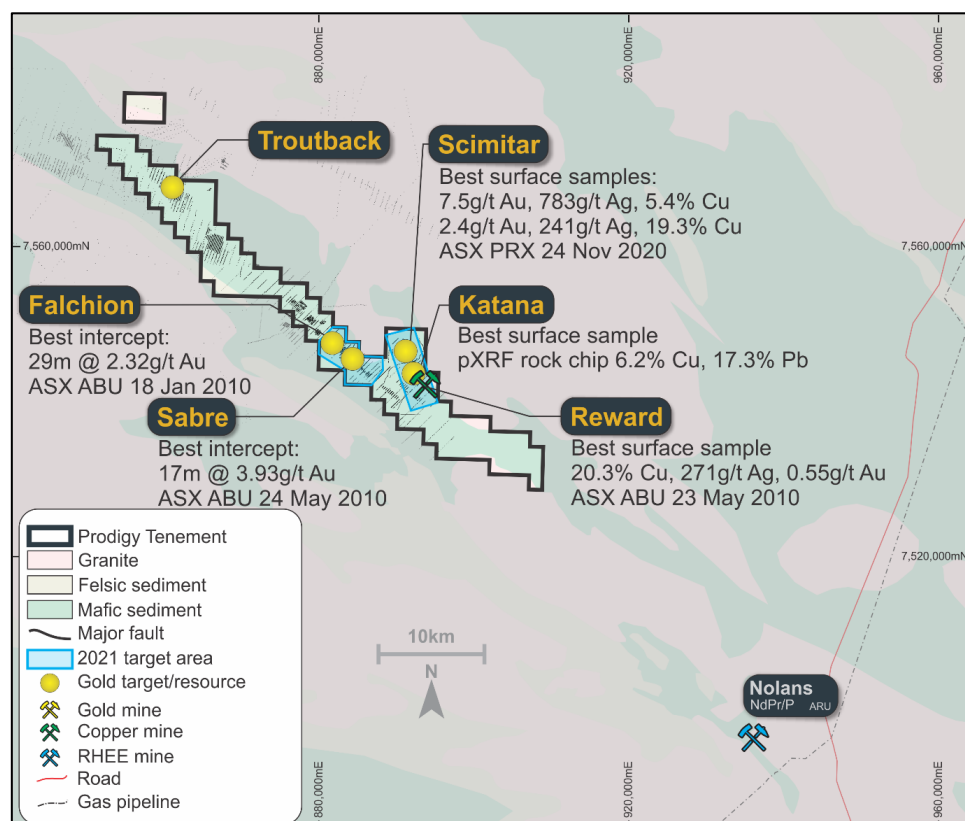 880,000mE
920,000mE
960,000mE
Troutback
Scimitar
Best surface samples:
7.5g/t Au, 783g/t Ag, 5.4% Cu
2.4g/t Au, 241g/t Ag, 19.3% Cu
ASX PRX 24 Nov 2020
7,560,000mN
7,560,000mN
Falchion
Best intercept:
29m @ 2.32g/t Au
ASX ABU 18 Jan 2010
Katana
Best surface sample
pXRF rock chip 6.2% Cu, 17.3% Pb
Sabre
Best intercept:
17m @ 3.93g/t Au
ASX ABU 24 May 2010
Reward
Best surface sample
20.3% Cu, 271g/t Ag, 0.55g/t Au
ASX ABU 23 May 2010
7,520,000mN
Prodigy Tenement
Granite
Felsic sediment
Mafic sediment
Major fault
2021 target area
Gold target/resource
Gold mine
Copper mine
RHEE mine
Road
Gas pipeline
10km
N
Nolans
NdPr/P ARU
880,000mE
920,000mE
960,000mE